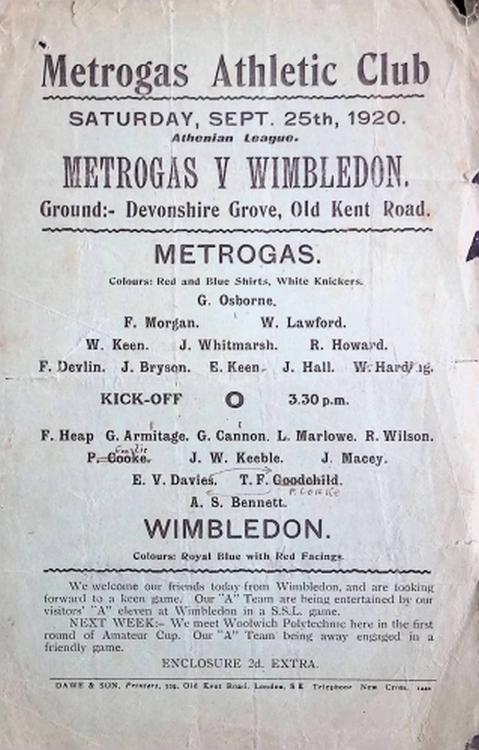 Metrogas Athletic Club
SATURDAY, SEPT. 25th, 1920.
Athenian League.
METROGAS V WIMBLEDON.
Ground:- Devonshire Grove, Old Kent Road.
METROGAS.
Colours: Red and Blue Shirts, White Knickers.
G. Osborne.
F. Morgan. W. Lawford.
W. Keen. J. Whitmarsh. R. Howard.
F. Devlin. J. Bryson. E. Keen. J. Hall. W. Harding.
KICK-OFF O 3.30 p.m.
F. Heap G. Armitage. G. Cannon. L. Marlowe. R. Wilson.
P. Cooke. J. W. Keeble. J. Macey.
E. V. Davies. T. F. Goodchild.
P. COOKE
A. S. Bennett.
WIMBLEDON.
Colours: Royal Blue with Red Facings.
We welcome our friends today from Wimbledon, and are looking
forward to a keen game. Our "A" Team are being entertained by our
visitors' "A" eleven at Wimbledon in a S.S.L. game.
NEXT WEEK:- We meet Woolwich Polytechnic here in the first
round of Amateur Cup. Our "A" Team being away engaged in a
friendly game.
ENCLOSURE 2d. EXTRA.
DAWE & SON, Printers, Old Kent Road, London, S.E. Telephone New Cross,